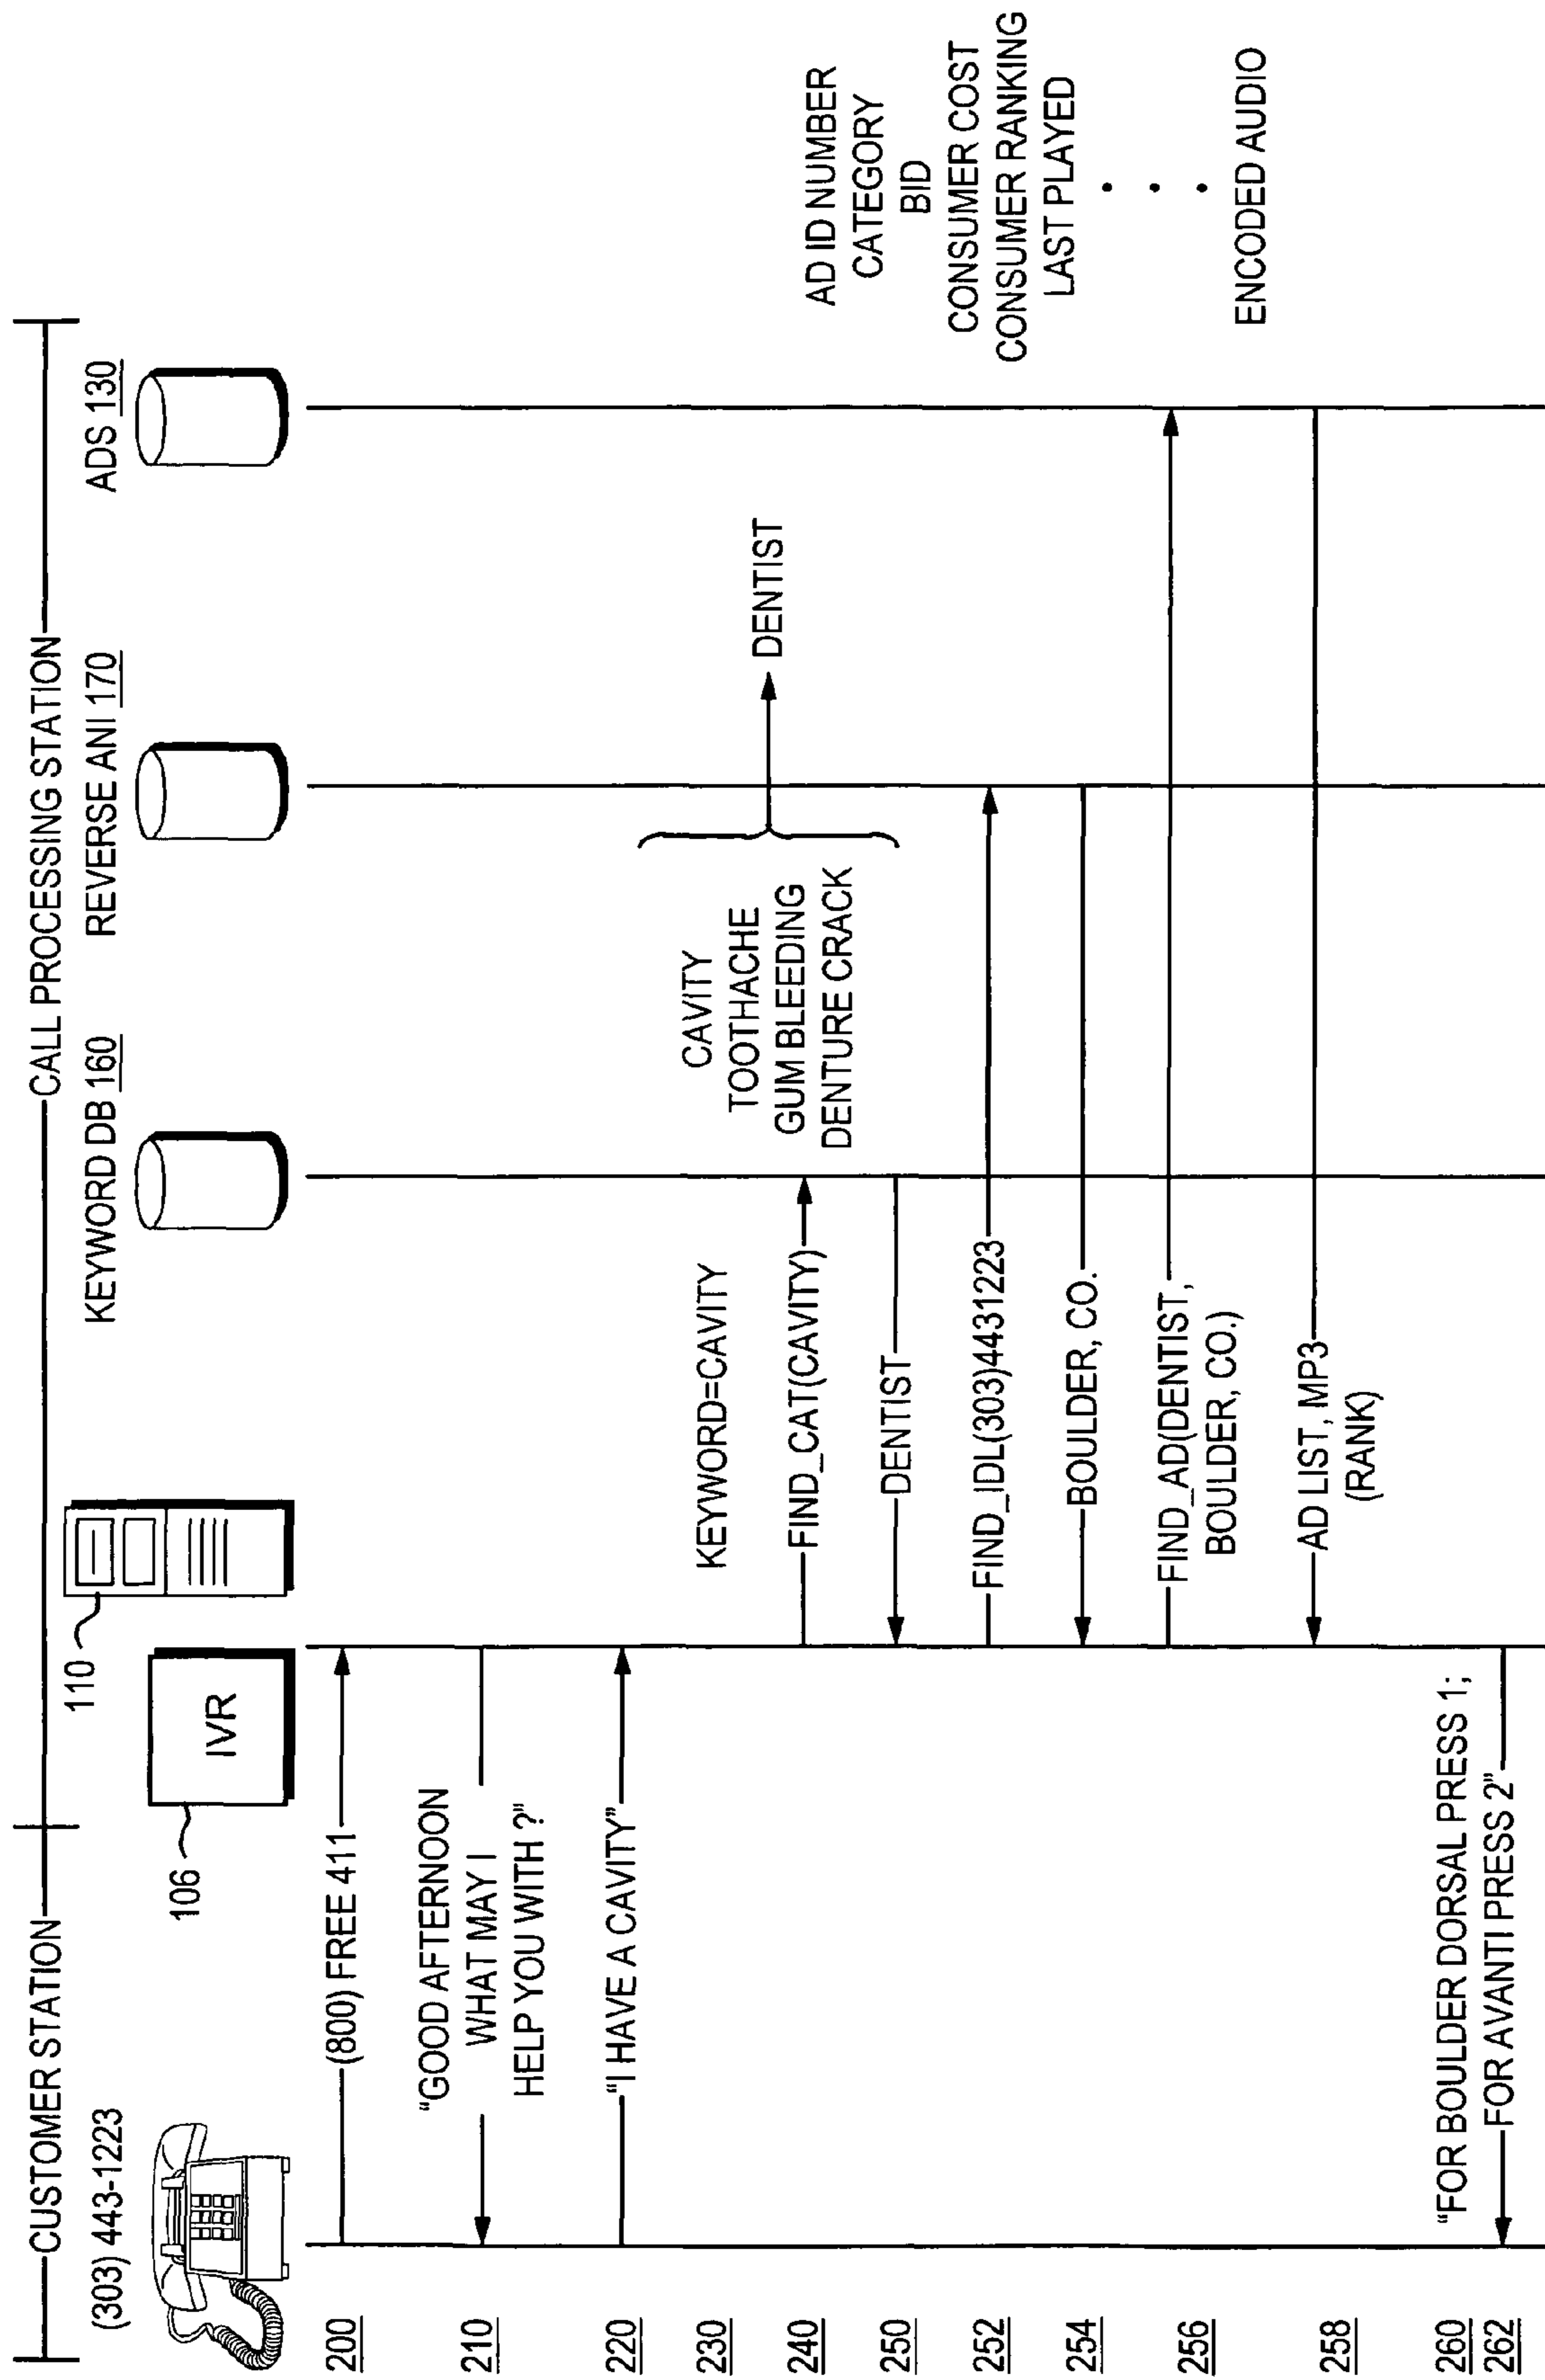 CUSTOMER STATION
CALL PROCESSING STATION
(303) 443-1223
106
IVR
110
KEYWORD DB 160
REVERSE ANI 170
ADS 130
200
(800) FREE 411
210
"GOOD AFTERNOON
WHAT MAY I
HELP YOU WITH ?"
220
"I HAVE A CAVITY"
230
KEYWORD=CAVITY
240
FIND_CAT(CAVITY)
250
DENTIST
CAVITY
TOOTHACHE
GUM BLEEDING
DENTURE CRACK
DENTIST
252
FIND_IDL(303)4431223
254
BOULDER, CO.
256
FIND_AD(DENTIST,
BOULDER, CO.)
258
AD LIST, MP3
(RANK)
AD ID NUMBER
CATEGORY
BID
CONSUMER COST
CONSUMER RANKING
LAST PLAYED
. . .
ENCODED AUDIO
260
"FOR BOULDER DORSAL PRESS 1;
262
FOR AVANTI PRESS 2"